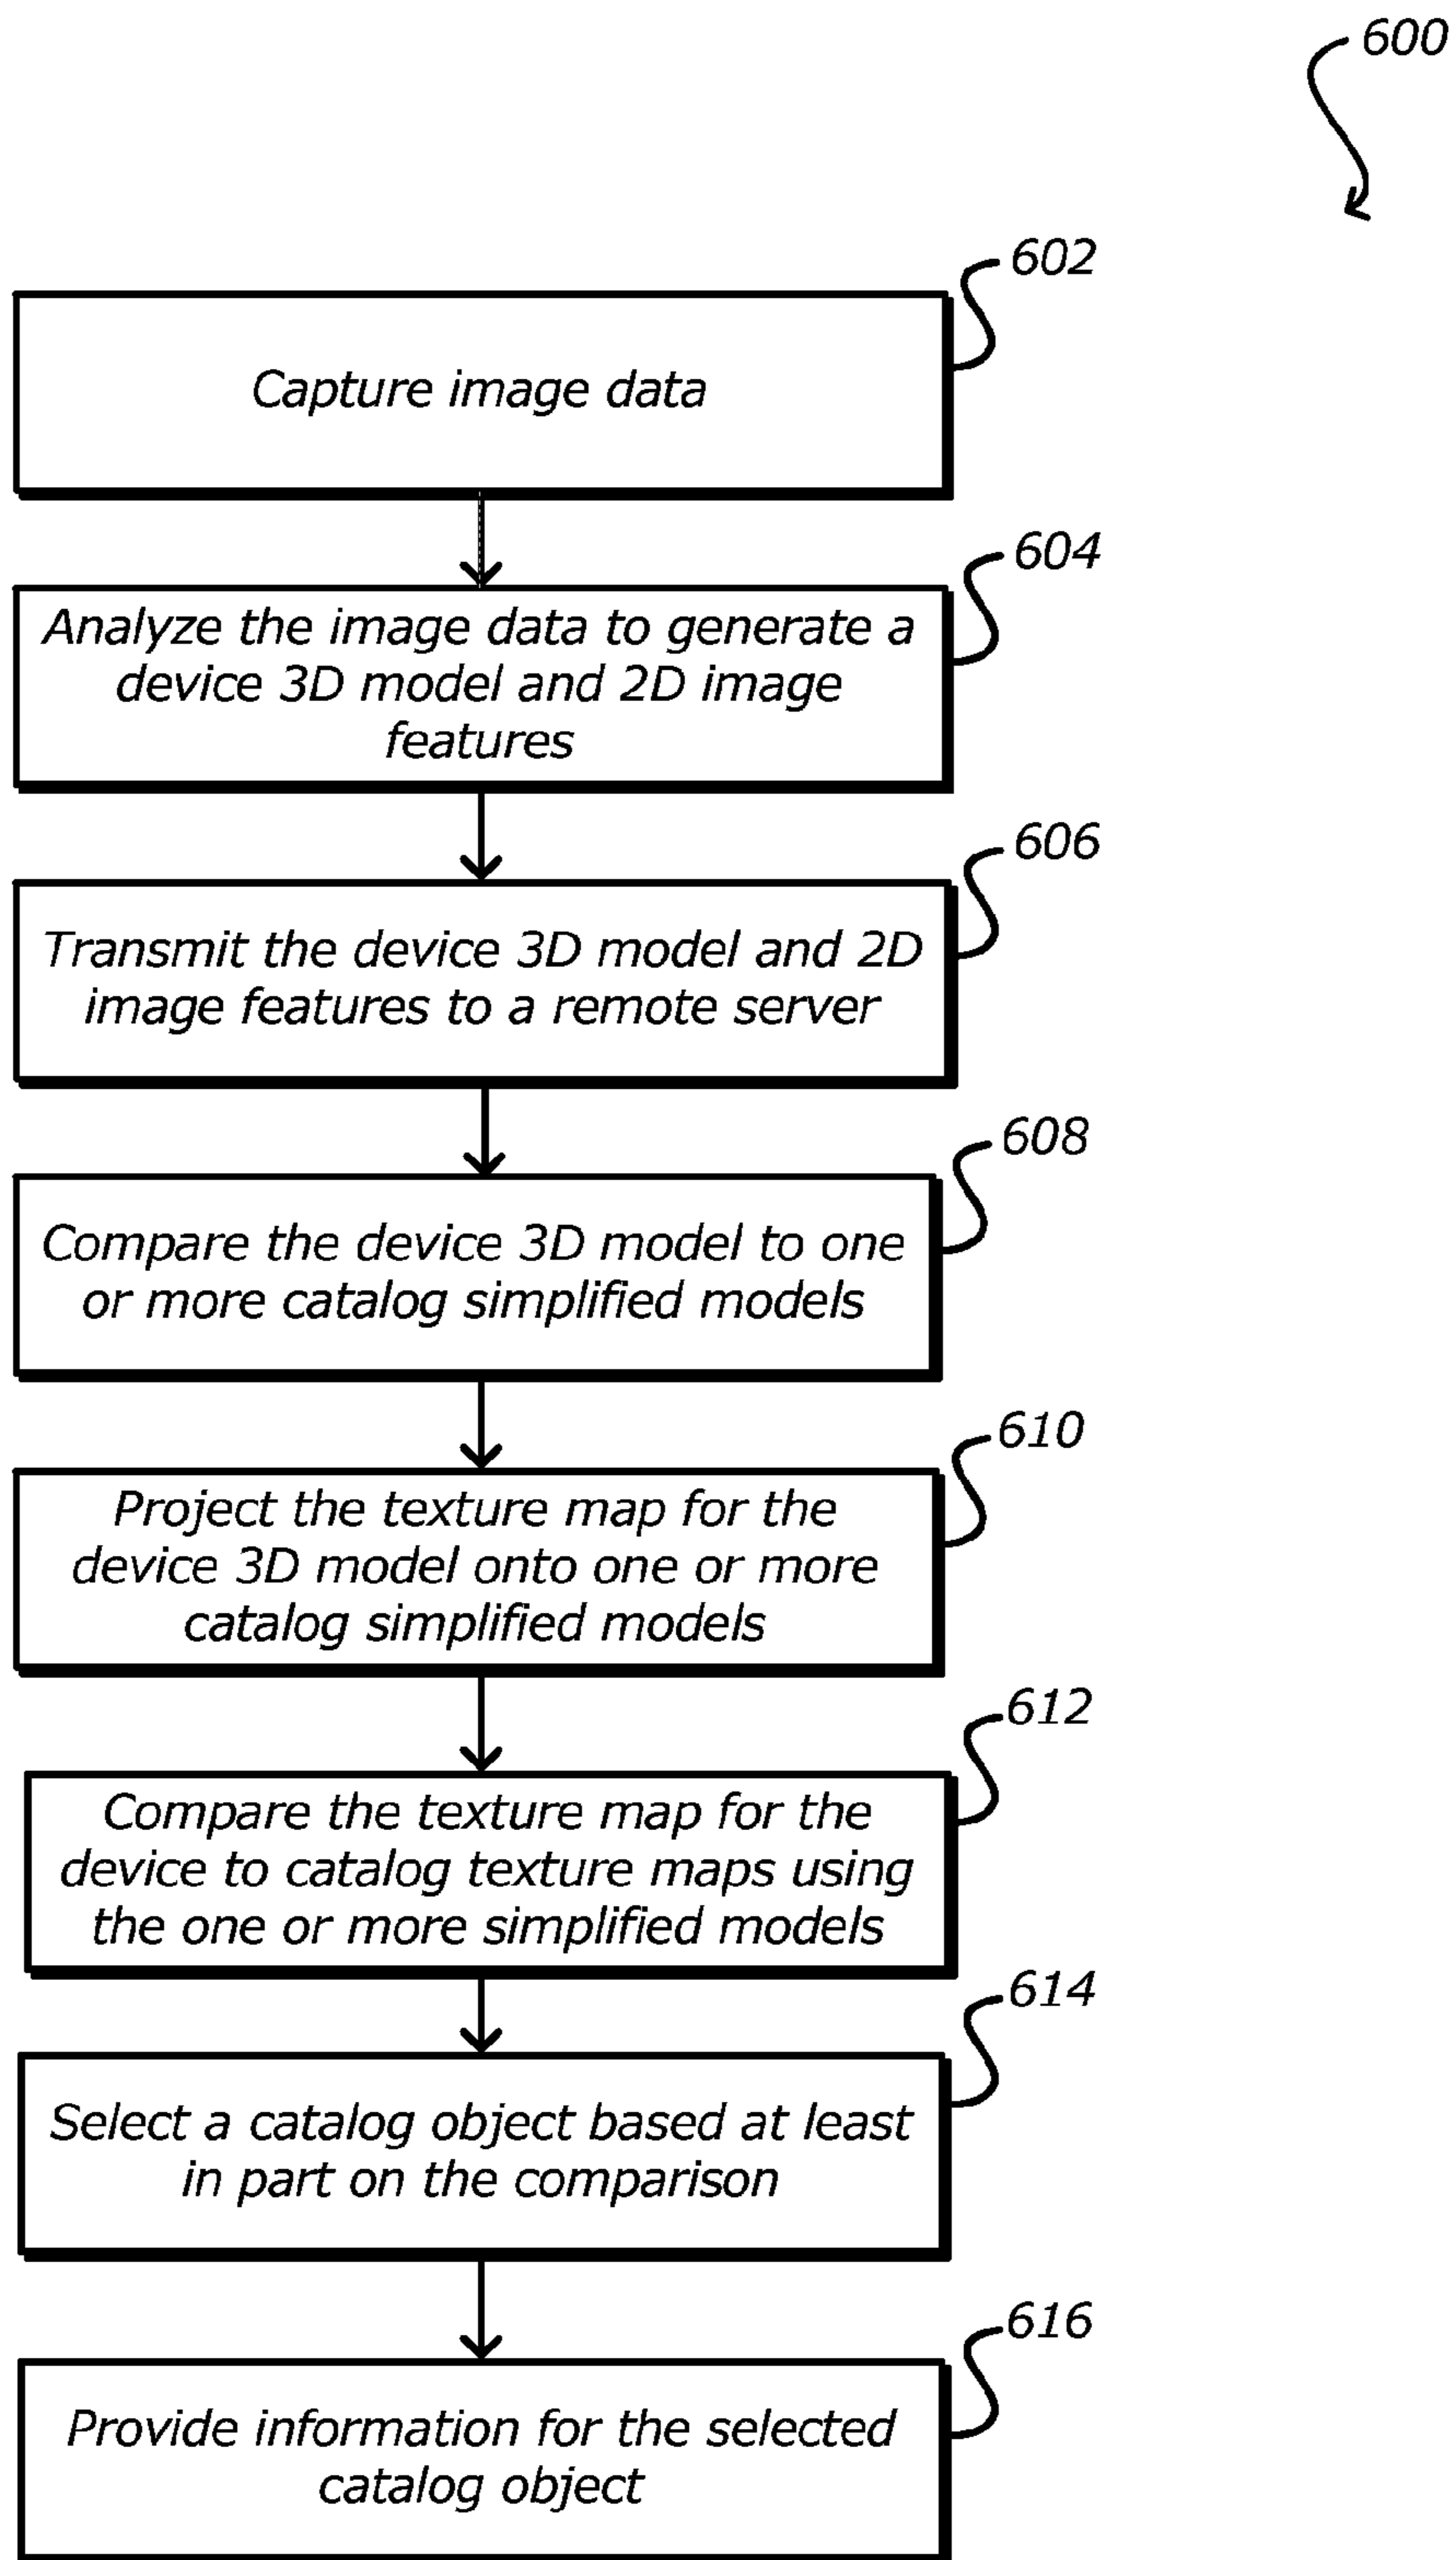 600
602
Capture image data
604
Analyze the image data to generate a
device 3D model and 2D image
features
606
Transmit the device 3D model and 2D
image features to a remote server
608
Compare the device 3D model to one
or more catalog simplified models
610
Project the texture map for the
device 3D model onto one or more
catalog simplified models
612
Compare the texture map for the
device to catalog texture maps using
the one or more simplified models
614
Select a catalog object based at least
in part on the comparison
616
Provide information for the selected
catalog object